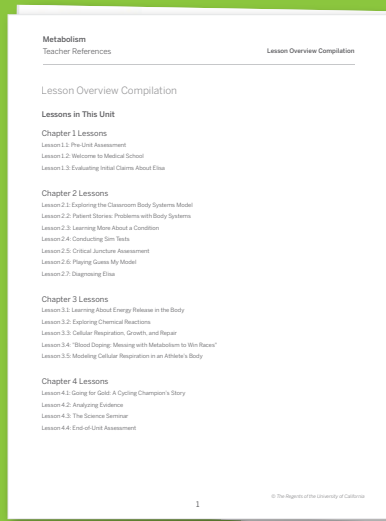 Metabolism
Teacher References
Lesson Overview Compilation
Lesson Overview Compilation
Lessons in This Unit
Chapter 1 Lessons
Lesson 1.1: Pre-Unit Assessment
Lesson 1.2: Welcome to Medical School
Lesson 1.3: Evaluating Initial Claims About Elisa
Chapter 2 Lessons
Lesson 2.1: Exploring the Classroom Body Systems Model
Lesson 2.2: Patient Stories: Problems with Body Systems
Lesson 2.3: Learning More About a Condition
Lesson 2.4: Conducting Sim Tests
Lesson 2.5: Critical Juncture Assessment
Lesson 2.6: Playing Guess My Model
Lesson 2.7: Diagnosing Elisa
Chapter 3 Lessons
Lesson 3.1: Learning About Energy Release in the Body
Lesson 3.2: Exploring Chemical Reactions
Lesson 3.3: Cellular Respiration, Growth, and Repair
Lesson 3.4: "Blood Doping: Messing with Metabolism to Win Races"
Lesson 3.5: Modeling Cellular Respiration in an Athlete's Body
Chapter 4 Lessons
Lesson 4.1: Going for Gold: A Cycling Champion's Story
Lesson 4.2: Analyzing Evidence
Lesson 4.3: The Science Seminar
Lesson 4.4: End-of-Unit Assessment
© The Regents of the University of California
1